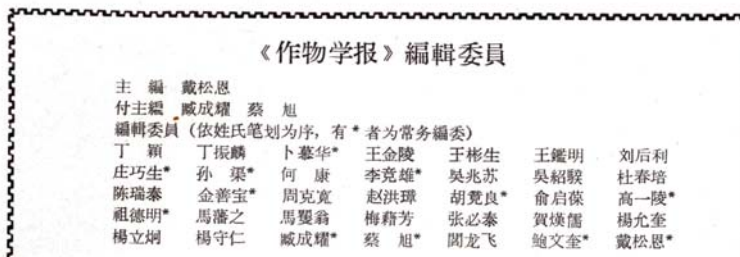 《作物学报》編輯委員
主 編 戴松恩
付主編 臧成耀 蔡 旭
編輯委員 (依姓氏笔划为序，有 * 者为常务編委)
丁 穎 丁振麟 卜慕华* 王金陵 王彬生 王鑑明 刘后利
庄巧生* 孙 渠* 何 康 李竞雄* 吳兆苏 吳紹騤 杜春培
陈瑞泰 金善宝* 周克寬 赵洪璋 胡竟良* 俞启葆 高一陵*
祖德明* 馬藩之 馬翼翁 梅藉芳 张必泰 賀煐儒 楊允奎
楊立炯 楊守仁 臧成耀* 蔡 旭* 閻龙飞 鮑文奎* 戴松恩*